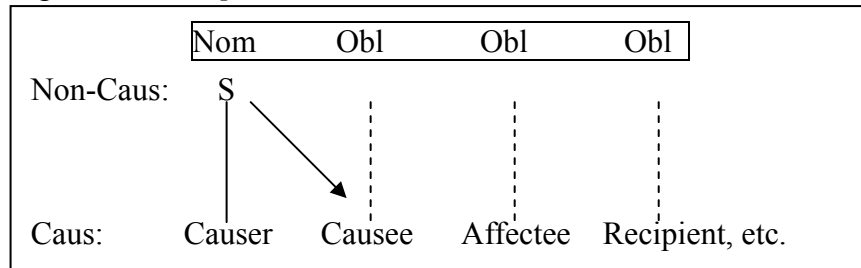 Nom Obl Obl Obl
Non-Caus: S
Caus: Causer Causee Affectee Recipient, etc.